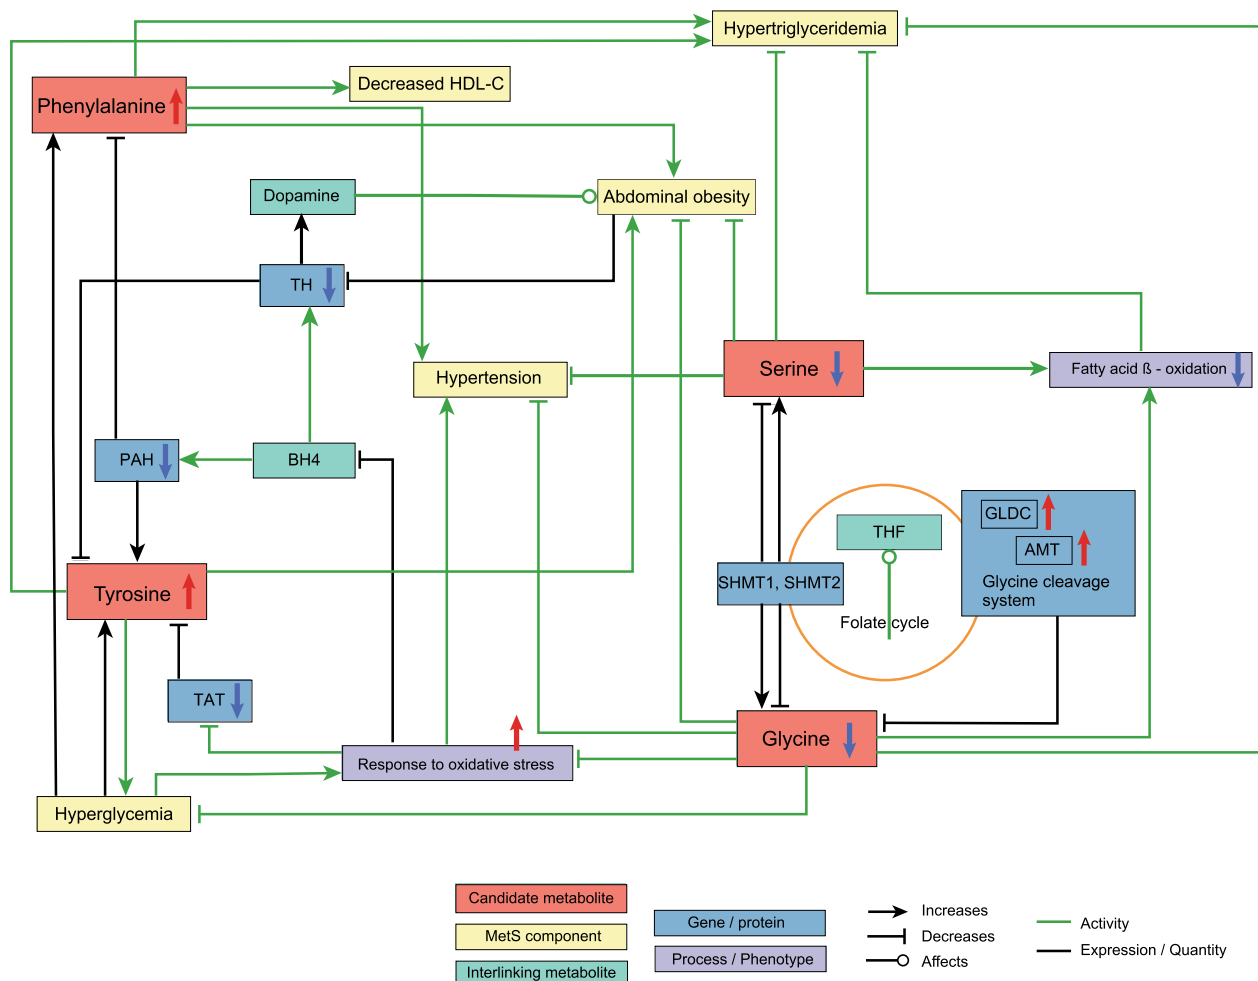 Hypertriglyceridemia
Decreased HDL-C
Phenylalanine
Dopamine
Abdominal obesity
TH
Serine
Fatty acid ß - oxidation
Hypertension
PAH
BH4
GLDC
THF
AMT
SHMT1, SHMT2
Glycine cleavage
system
Tyrosine
Folate cycle
TAT
Glycine
Response to oxidative stress
Hyperglycemia
Candidate metabolite
MetS component
Interlinking metabolite
Gene / protein
Process / Phenotype
Increases
Decreases
Affects
Activity
Expression / Quantity